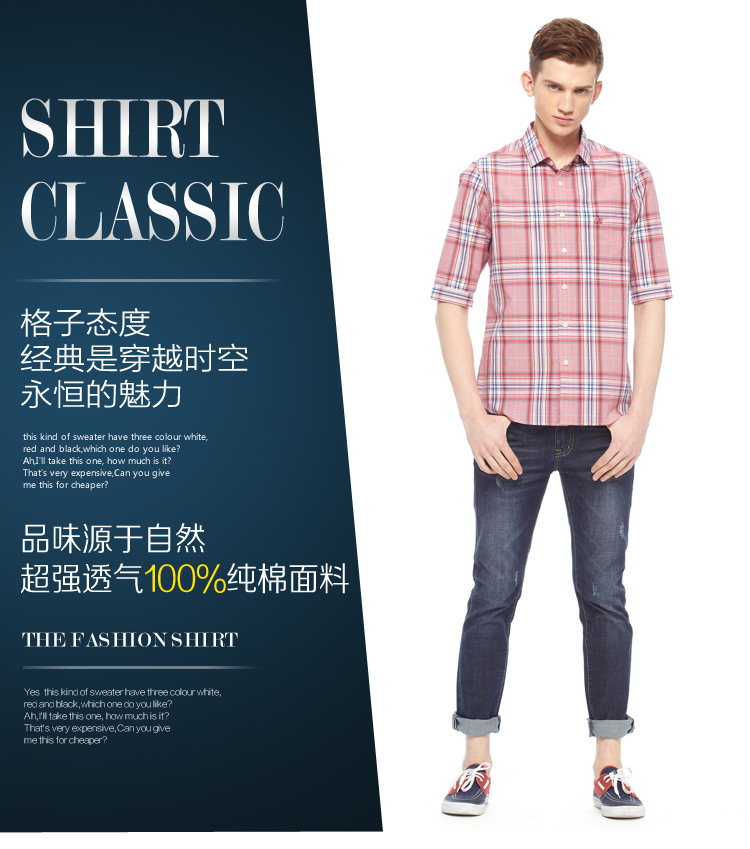 SHIRT
CLASSIC
格子态度
经典是穿越时空
永恒的魅力
this kind of sweater have three colour white,
red and black,which one do you like?
Ah,I'll take this one, how much is it?
That's very expensive,Can you give
me this for cheaper?
品味源于自然
超强透气100%纯棉面料
THE FASHION SHIRT
Yes this kind of sweater have three colour white,
red and black,which one do you like?
Ah,I'll take this one, how much is it?
That's very expensive,Can you give
me this for cheaper?